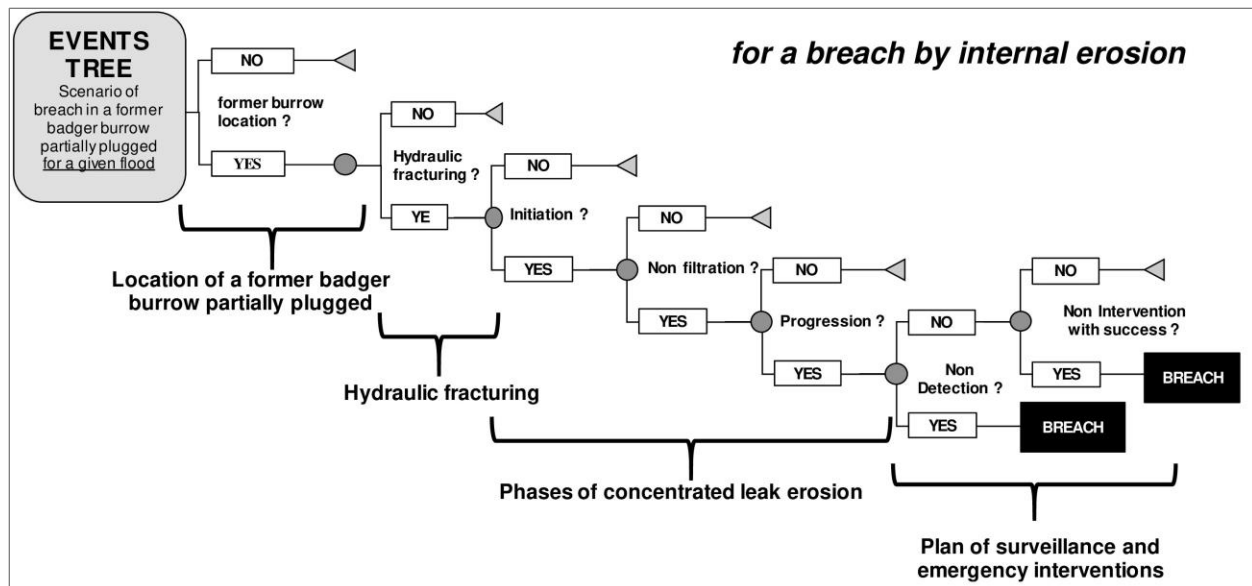 EVENTS
TREE
Scenario of
breach in a former
badger burrow
partially plugged
for a given flood
for a breach by internal erosion
NO
former burrow
location ?
YES
NO
Hydraulic
fracturing ?
YE
NO
Initiation ?
YES
NO
Non filtration ?
YES
NO
Progression ?
YES
NO
Non
Detection ?
YES
BREACH
NO
Non Intervention
with success ?
YES
BREACH
Location of a former badger
burrow partially plugged
Hydraulic fracturing
Phases of concentrated leak erosion
Plan of surveillance and
emergency interventions